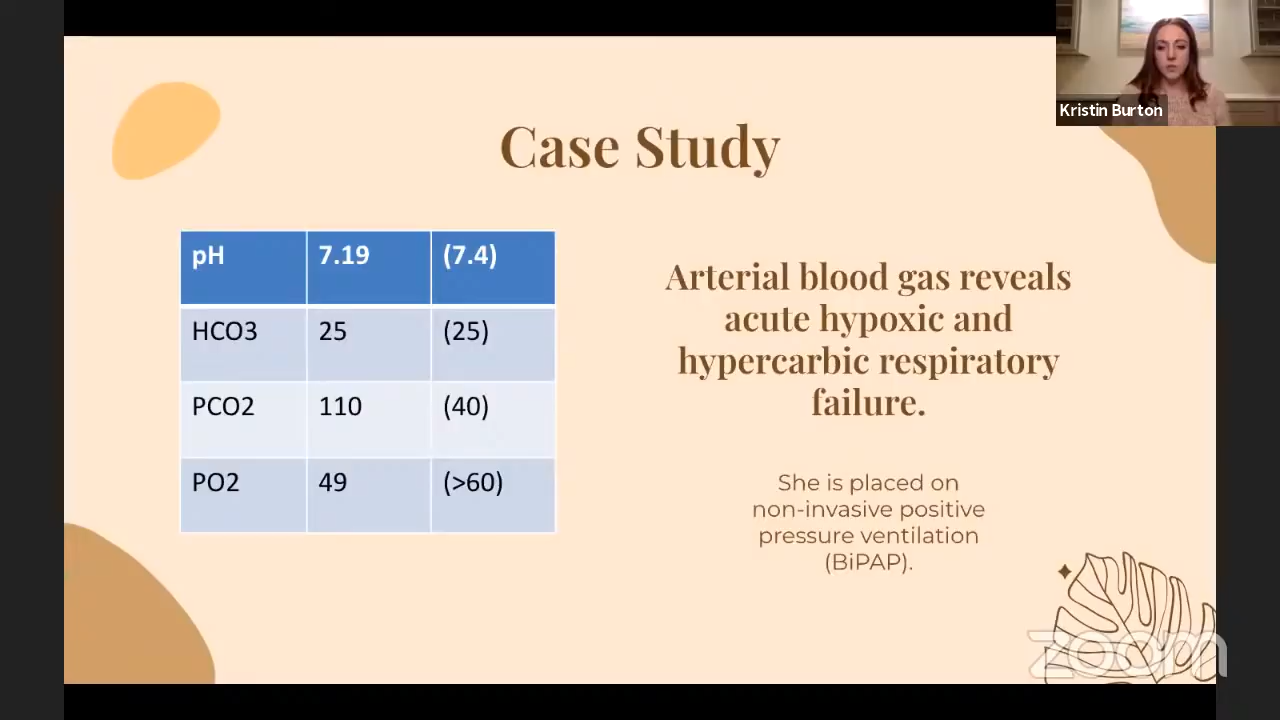 Kristin Burton
Case Study
pH 7.19 (7.4)
HCO3 25 (25)
PCO2 110 (40)
PO2 49 (>60)
Arterial blood gas reveals
acute hypoxic and
hypercarbic respiratory
failure.
She is placed on
non-invasive positive
pressure ventilation
(BiPAP).
zoom